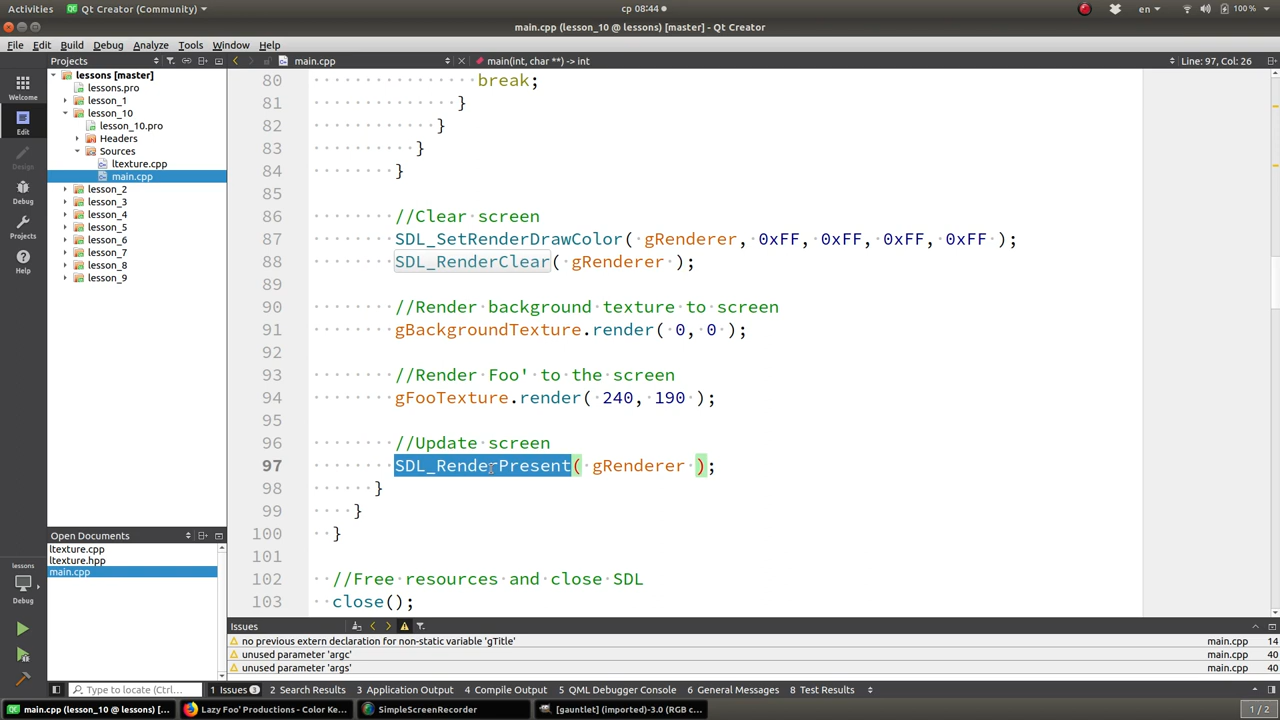 Activities
Qt Creator (Community)
ср 08:44
en
100 %
main.cpp (lesson_10 @ lessons) [master] - Qt Creator
File Edit Build Debug Analyze Tools Window Help
Projects
main.cpp
main(int, char **) -> int
Line: 97, Col: 26
Welcome
Edit
Design
Debug
Projects
Help
lessons [master]
lessons.pro
lesson_1
lesson_10
lesson_10.pro
Headers
Sources
ltexture.cpp
main.cpp
lesson_2
lesson_3
lesson_4
lesson_5
lesson_6
lesson_7
lesson_8
lesson_9
80 break;
81 }
82 }
83 }
84 }
85
86 //Clear screen
87 SDL_SetRenderDrawColor( gRenderer, 0xFF, 0xFF, 0xFF, 0xFF );
88 SDL_RenderClear( gRenderer );
89
90 //Render background texture to screen
91 gBackgroundTexture.render( 0, 0 );
92
93 //Render Foo' to the screen
94 gFooTexture.render( 240, 190 );
95
96 //Update screen
97 SDL_RenderPresent( gRenderer );
98 }
99 }
100 }
101
102 //Free resources and close SDL
103 close();
Open Documents
ltexture.cpp
ltexture.hpp
main.cpp
lessons
Debug
Issues
no previous extern declaration for non-static variable 'gTitle' main.cpp 14
unused parameter 'argc' main.cpp 40
unused parameter 'args' main.cpp 40
Type to locate (Ctrl+...)
1 Issues 3
2 Search Results
3 Application Output
4 Compile Output
5 QML Debugger Console
6 General Messages
8 Test Results
main.cpp (lesson_10 @ lessons) [mas...
Lazy Foo' Productions - Color Ke...
SimpleScreenRecorder
[gauntlet] (imported)-3.0 (RGB c...
1 / 2